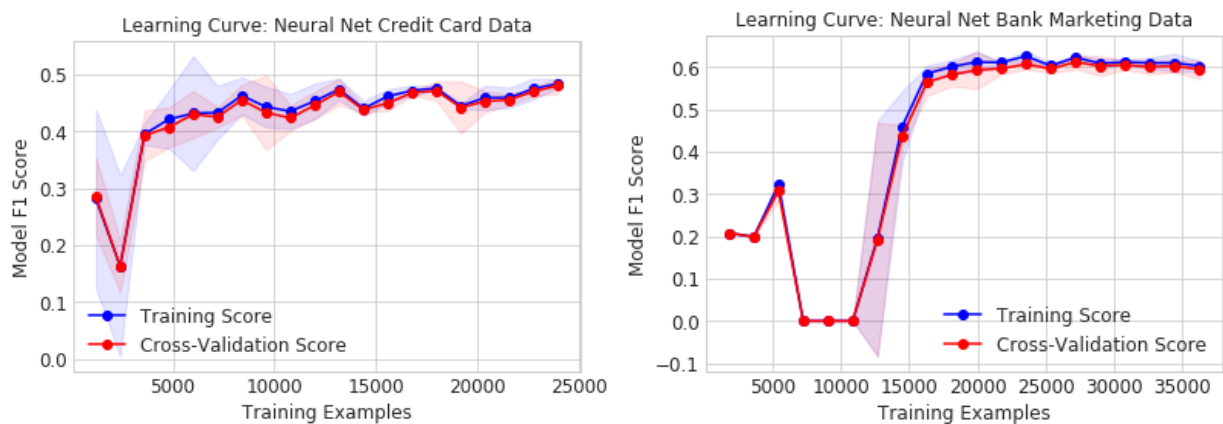 Learning Curve: Neural Net Credit Card Data
Model F1 Score
0.5
0.4
0.3
0.2
0.1
0.0
Training Score
Cross-Validation Score
5000 10000 15000 20000 25000
Training Examples
Learning Curve: Neural Net Bank Marketing Data
Model F1 Score
0.6
0.5
0.4
0.3
0.2
0.1
0.0
−0.1
Training Score
Cross-Validation Score
5000 10000 15000 20000 25000 30000 35000
Training Examples